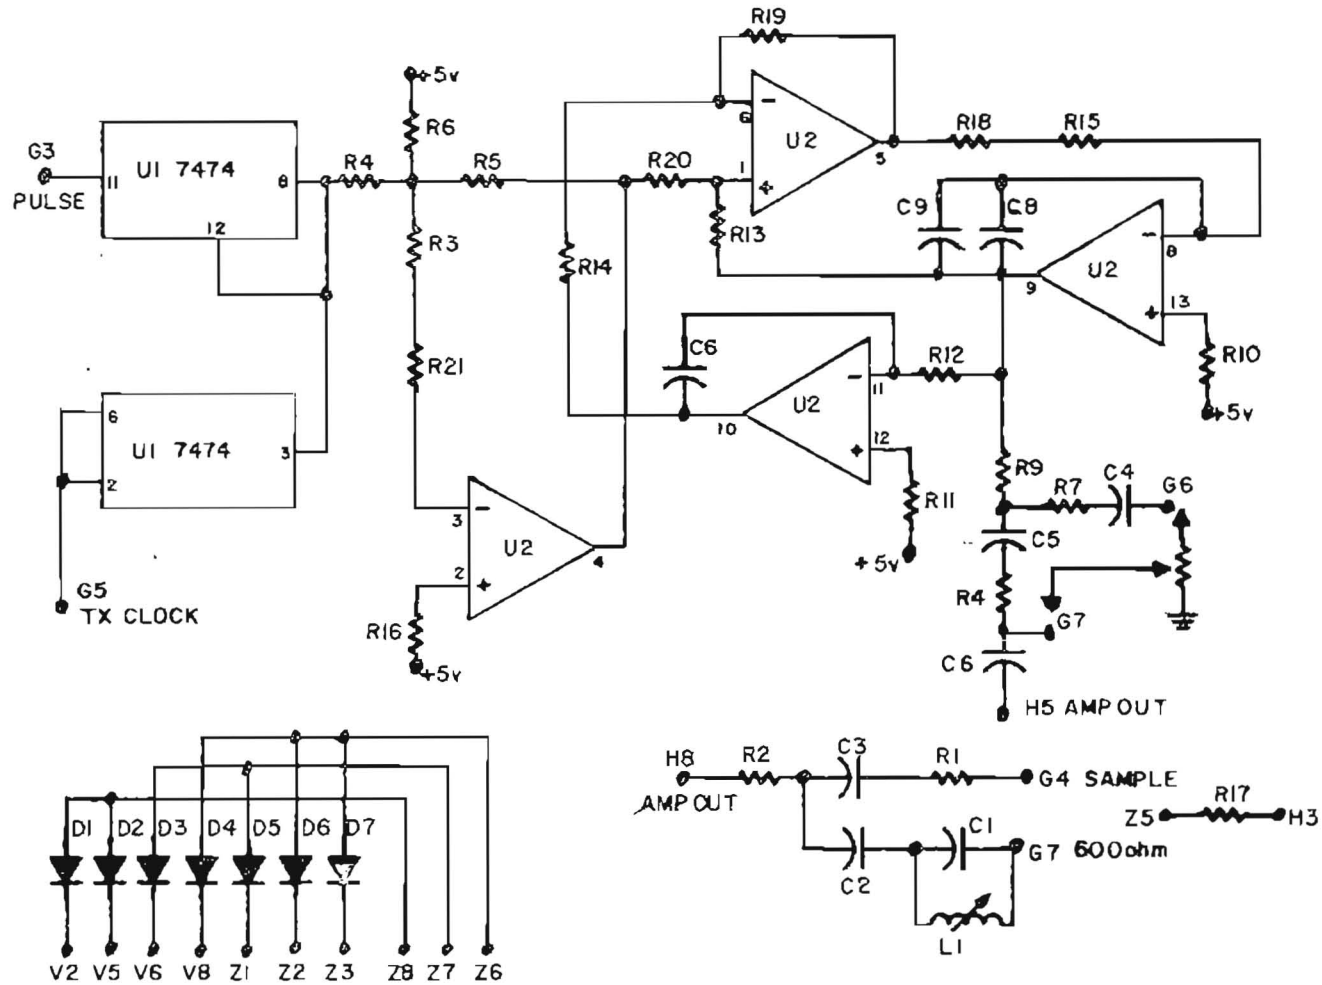 R19
+5v
R6
G3
PULSE
11
U1 7474
8
12
R4
R5
R20
6
−
U2
1
+
5
R18
R15
R3
R13
C9
C8
−
8
U2
9
13
+
R10
+5v
R14
R21
C6
−
11
U2
10
12
+
R12
R11
+5v
6
U1 7474
3
2
G5
TX CLOCK
3
−
U2
4
2
+
R16
+5v
R9
R7
C4
G6
C5
R4
G7
C6
H5 AMP OUT
D1 D2 D3 D4 D5 D6 D7
V2 V5 V6 V8 Z1 Z2 Z3 Z8 Z7 Z6
H8
AMP OUT
R2
C3
R1
G4 SAMPLE
C2
C1
G7 600ohm
L1
Z5
R17
H3